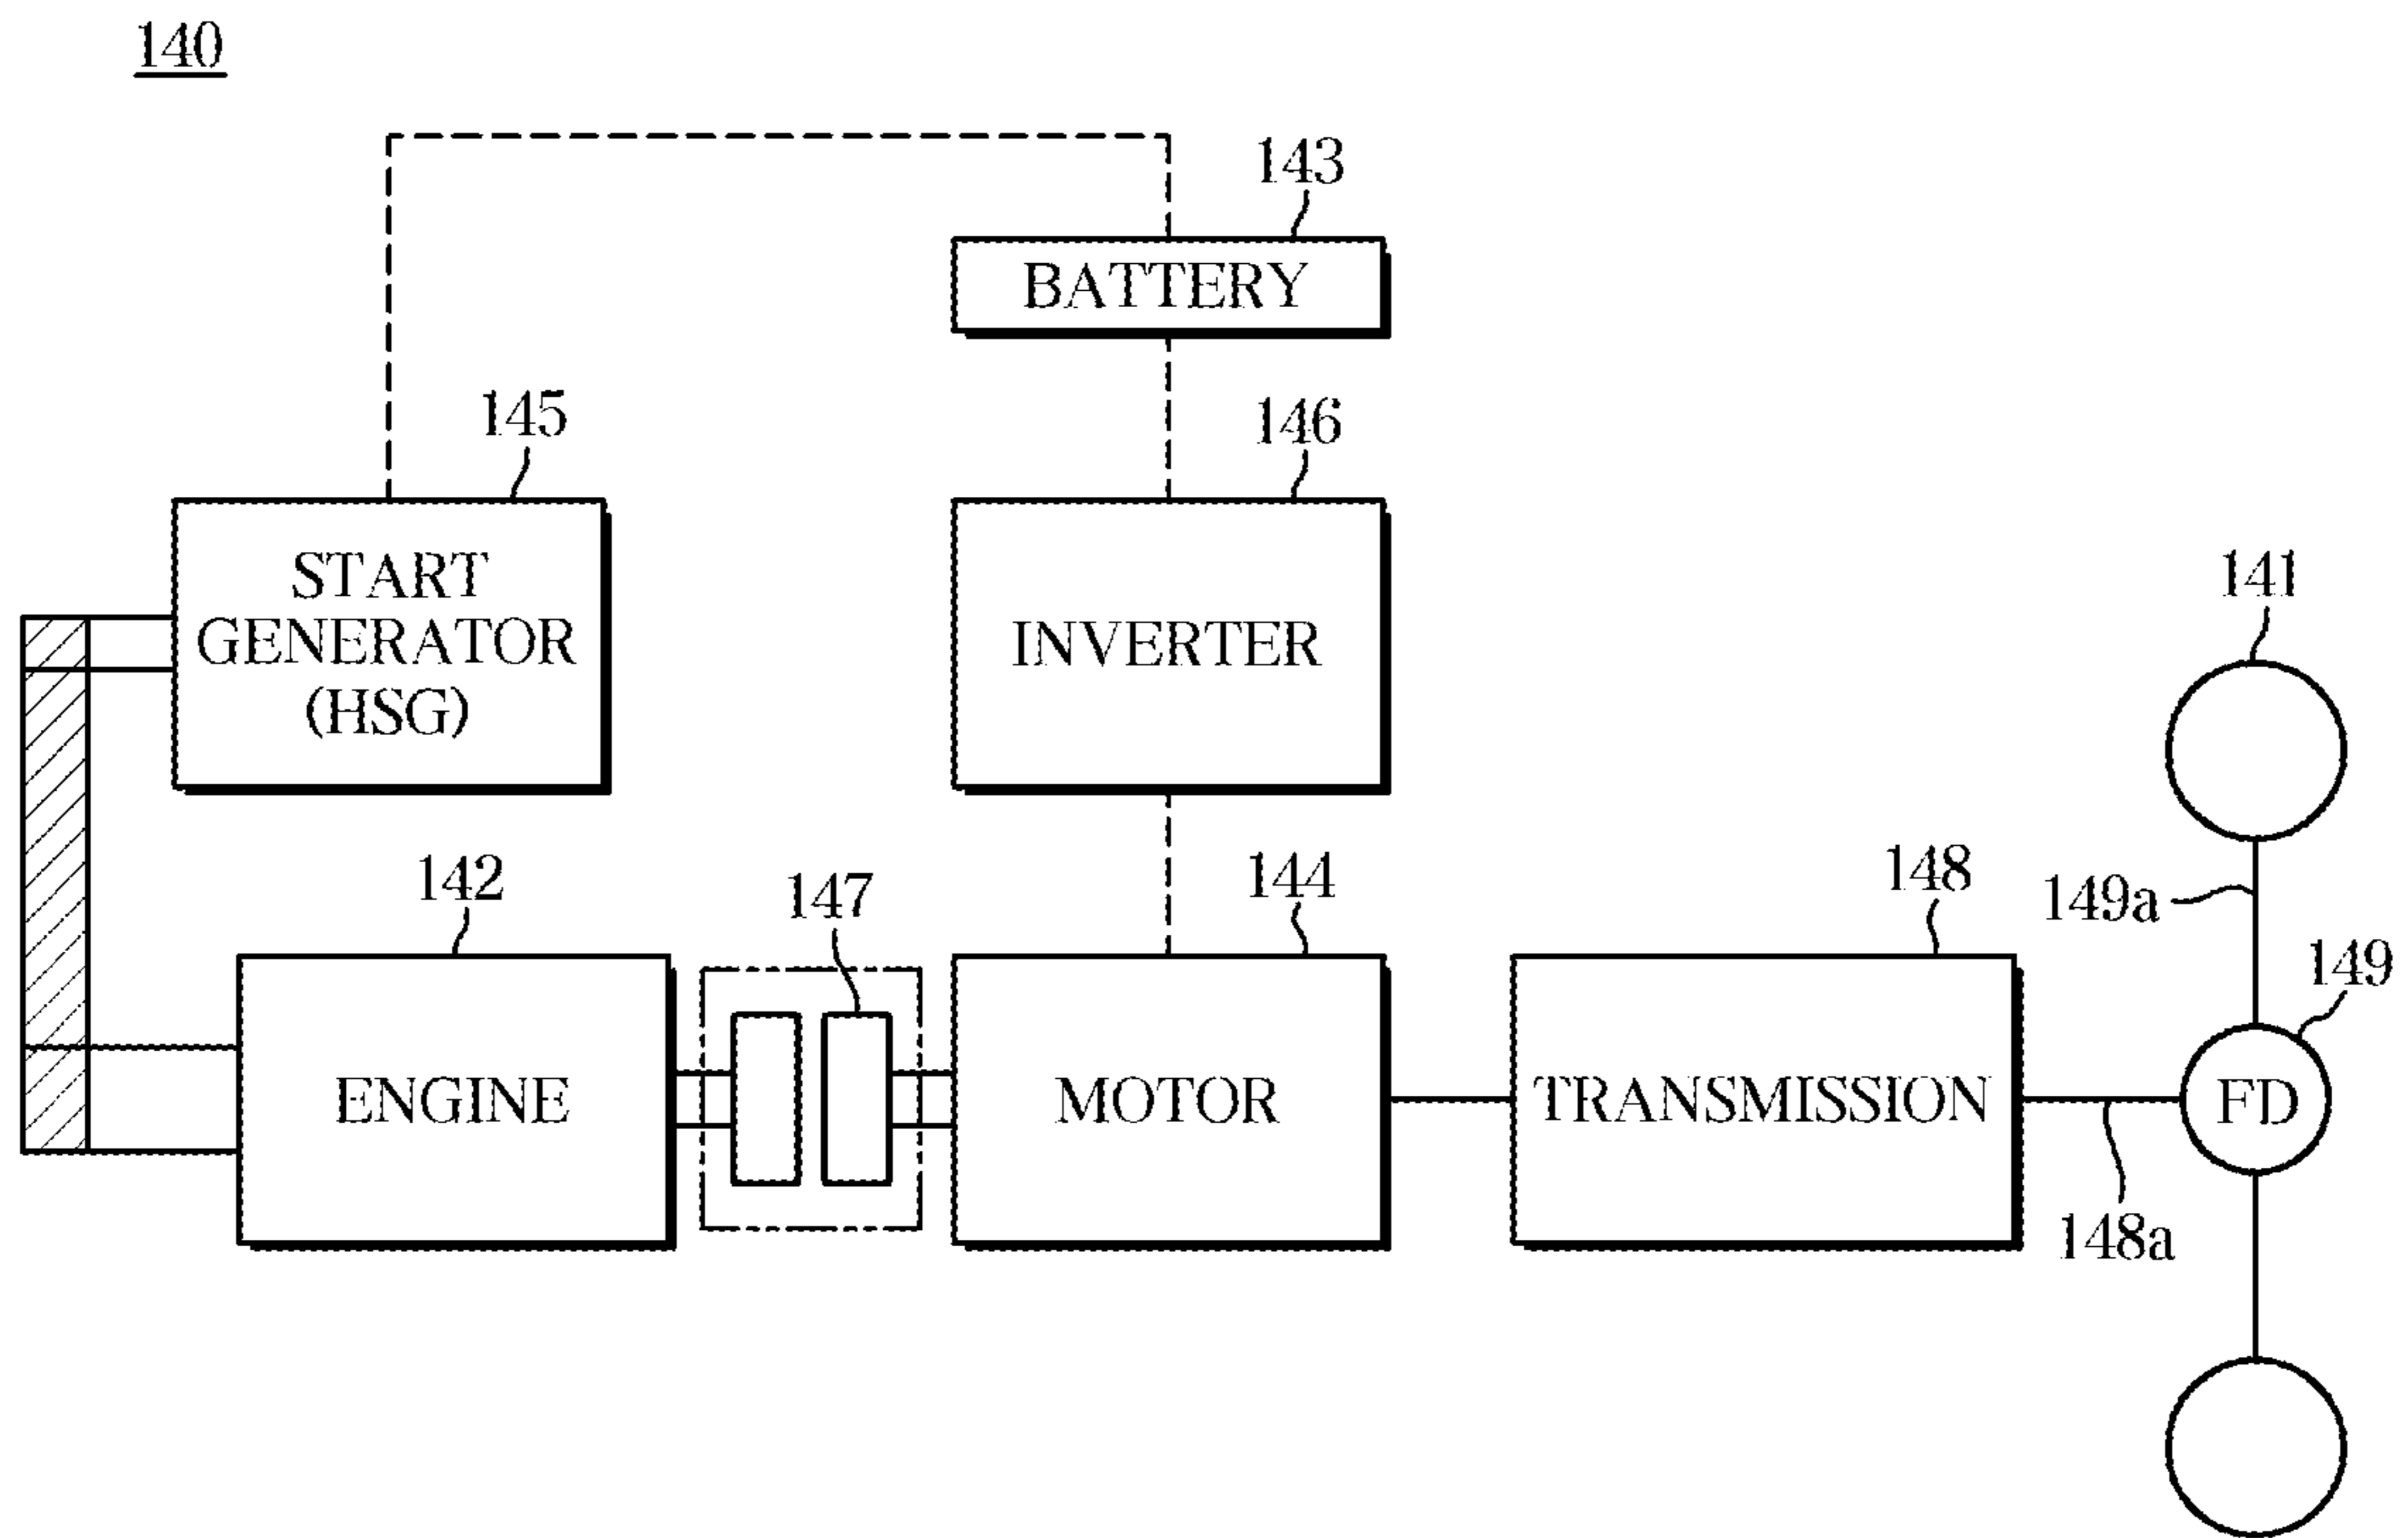 140
143
BATTERY
145
146
START
GENERATOR
(HSG)
INVERTER
141
142
147
144
148
149a
149
ENGINE
MOTOR
TRANSMISSION
FD
148a